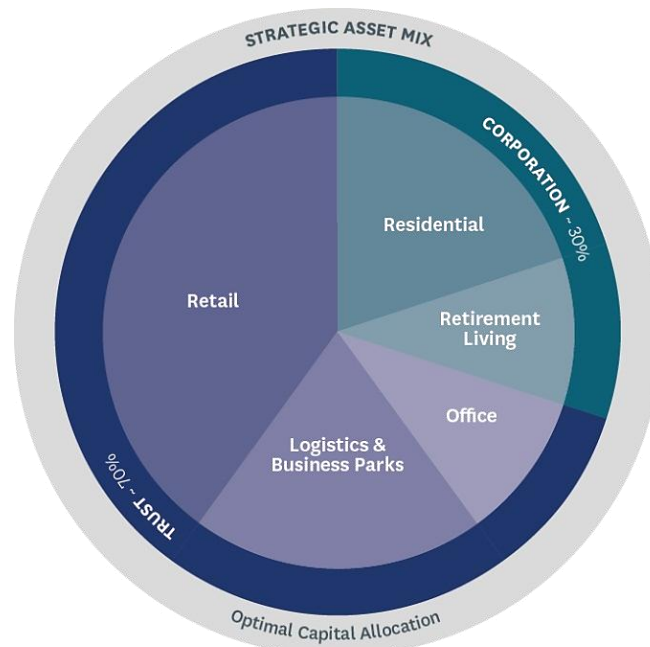 STRATEGIC ASSET MIX
CORPORATION ~ 30%
Residential
Retail
Retirement
Living
Office
Logistics &
Business Parks
TRUST ~ 70%
Optimal Capital Allocation